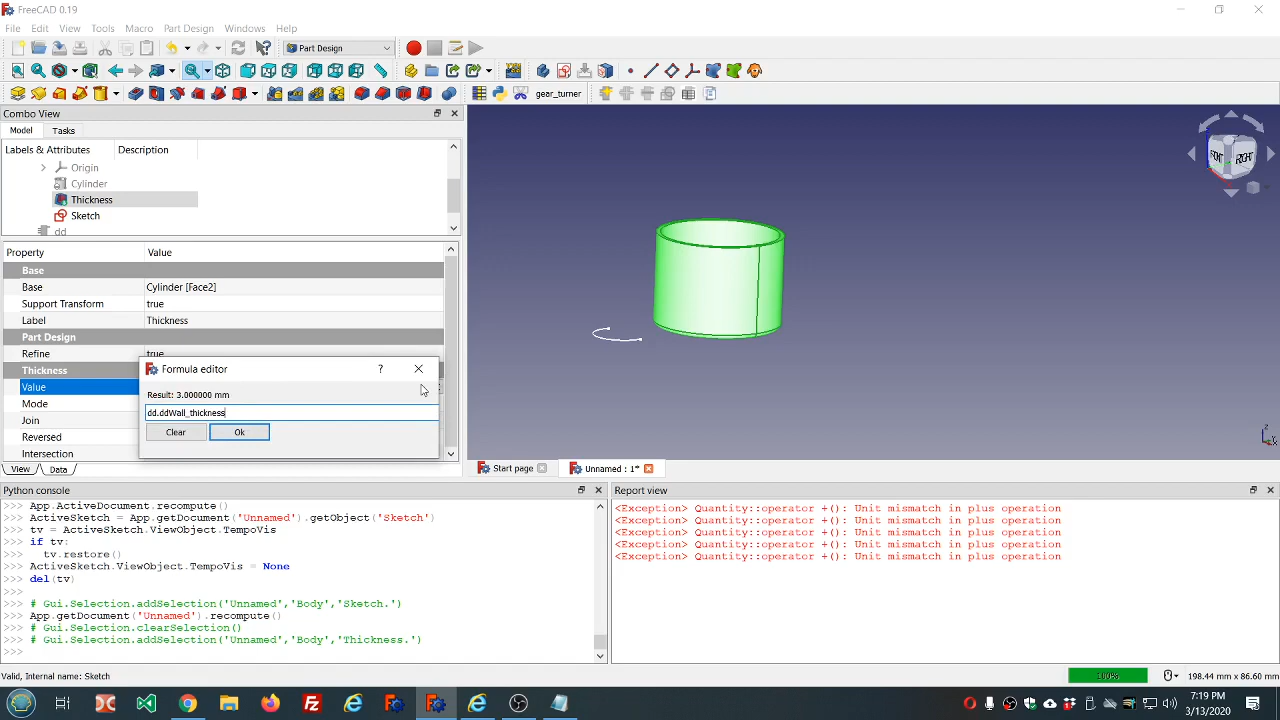 FreeCAD 0.19
File Edit View Tools Macro Part Design Windows Help
Part Design
gear_turner
Combo View
Model Tasks
Labels & Attributes Description
Origin
Cylinder
Thickness
Sketch
dd
Property Value
Base
Base Cylinder [Face2]
Support Transform true
Label Thickness
Part Design
Refine true
Thickness
Value
Mode
Join
Reversed
Intersection
View Data
Formula editor
?
Result: 3.000000 mm
dd.ddWall_thickness
Clear Ok
FRONT RIGHT
Start page Unnamed : 1*
Python console
>>> App.ActiveDocument.recompute()
>>> ActiveSketch = App.getDocument('Unnamed').getObject('Sketch')
>>> tv = ActiveSketch.ViewObject.TempoVis
>>> if tv:
>>>   tv.restore()
>>> ActiveSketch.ViewObject.TempoVis = None
>>> del(tv)
>>>
>>> # Gui.Selection.addSelection('Unnamed','Body','Sketch.')
>>> App.getDocument('Unnamed').recompute()
>>> # Gui.Selection.clearSelection()
>>> # Gui.Selection.addSelection('Unnamed','Body','Thickness.')
>>>
Report view
<Exception> Quantity::operator +(): Unit mismatch in plus operation
<Exception> Quantity::operator +(): Unit mismatch in plus operation
<Exception> Quantity::operator +(): Unit mismatch in plus operation
<Exception> Quantity::operator +(): Unit mismatch in plus operation
<Exception> Quantity::operator +(): Unit mismatch in plus operation
Valid, Internal name: Sketch
100%
198.44 mm x 86.60 mm
7:19 PM
3/13/2020